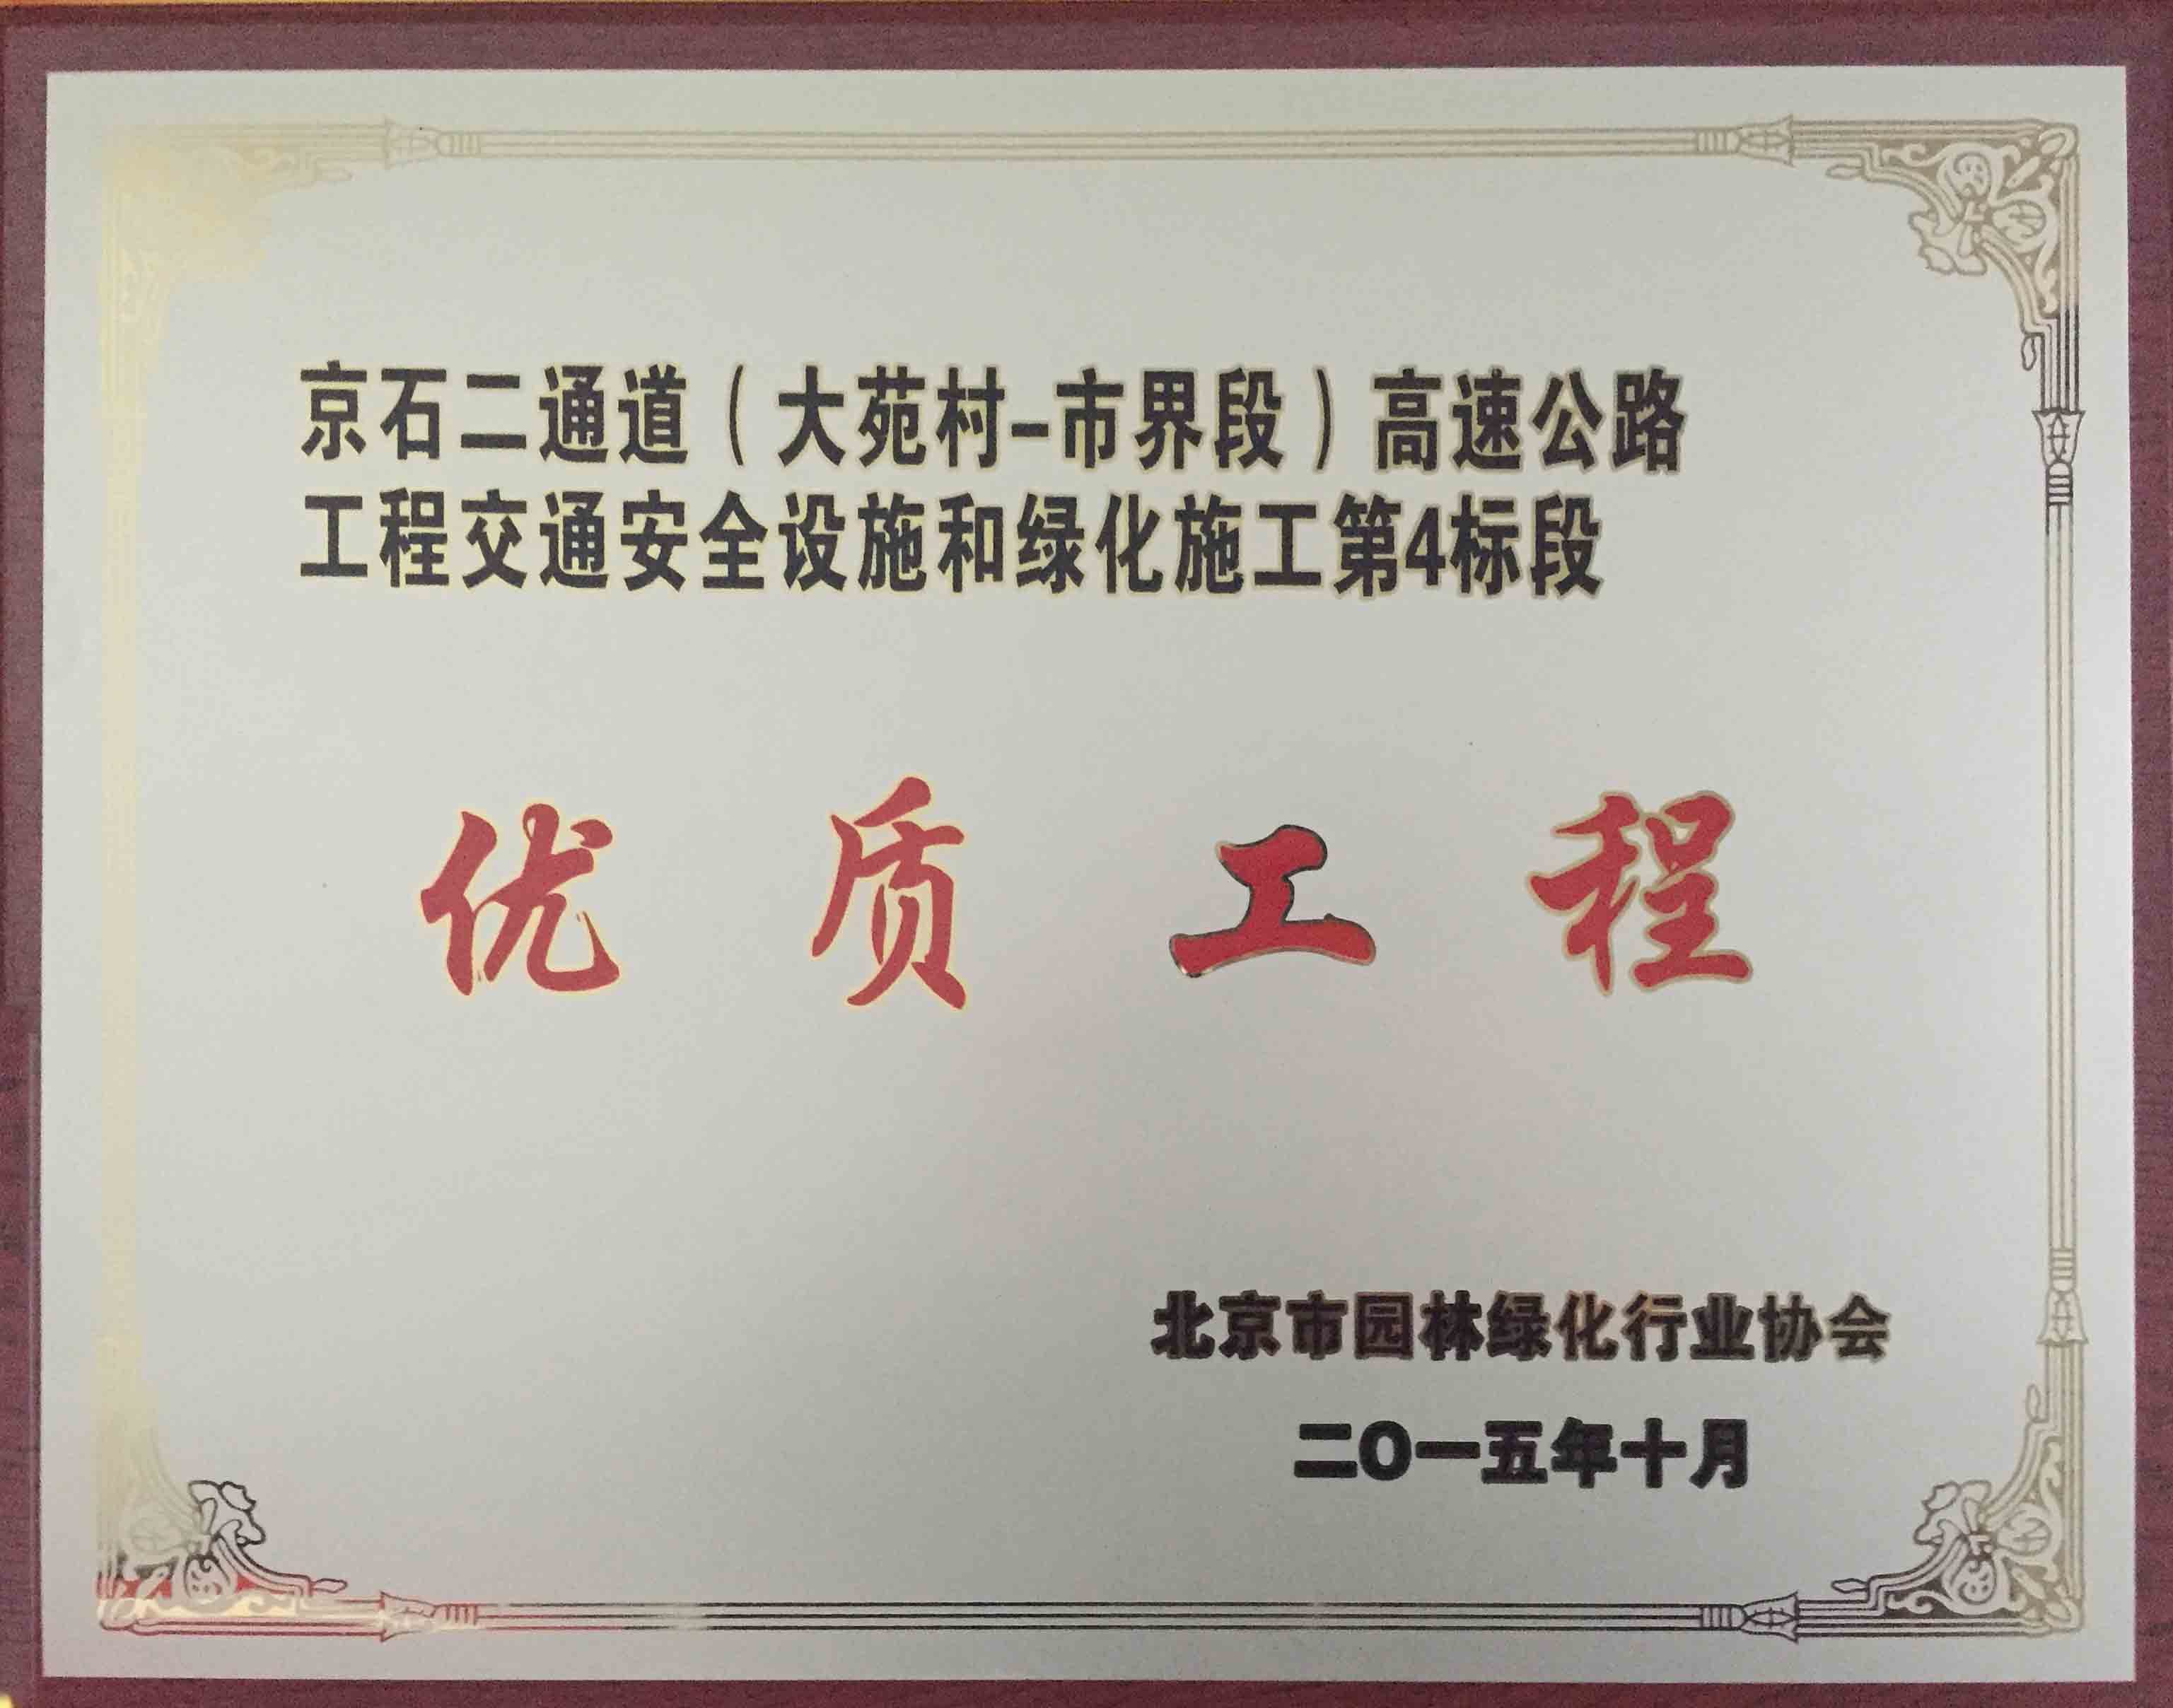 京石二通道（大苑村-市界段）高速公路
工程交通安全设施和绿化施工第4标段
优质工程
北京市园林绿化行业协会
二〇一五年十月